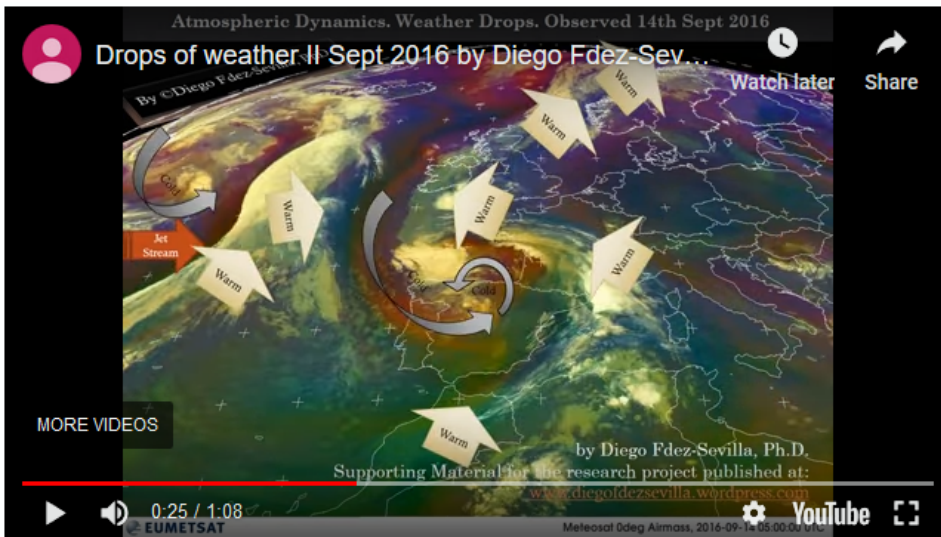 Atmospheric Dynamics. Weather Drops. Observed 14th Sept 2016
Drops of weather II Sept 2016 by Diego Fdez-Sev...
Watch later
Share
By ©Diego Fdez-Sevilla, PhD.
Warm
Warm
Cold
Warm
Warm
Jet
Stream
Warm
Warm
Cold
Cold
MORE VIDEOS
Warm
by Diego Fdez-Sevilla, Ph.D.
Supporting Material for the research project published at:
www.diegofdezsevilla.wordpress.com
0:25 / 1:08
YouTube
EUMETSAT
Meteosat 0deg Airmass, 2016-09-14 05:00:00 UTC